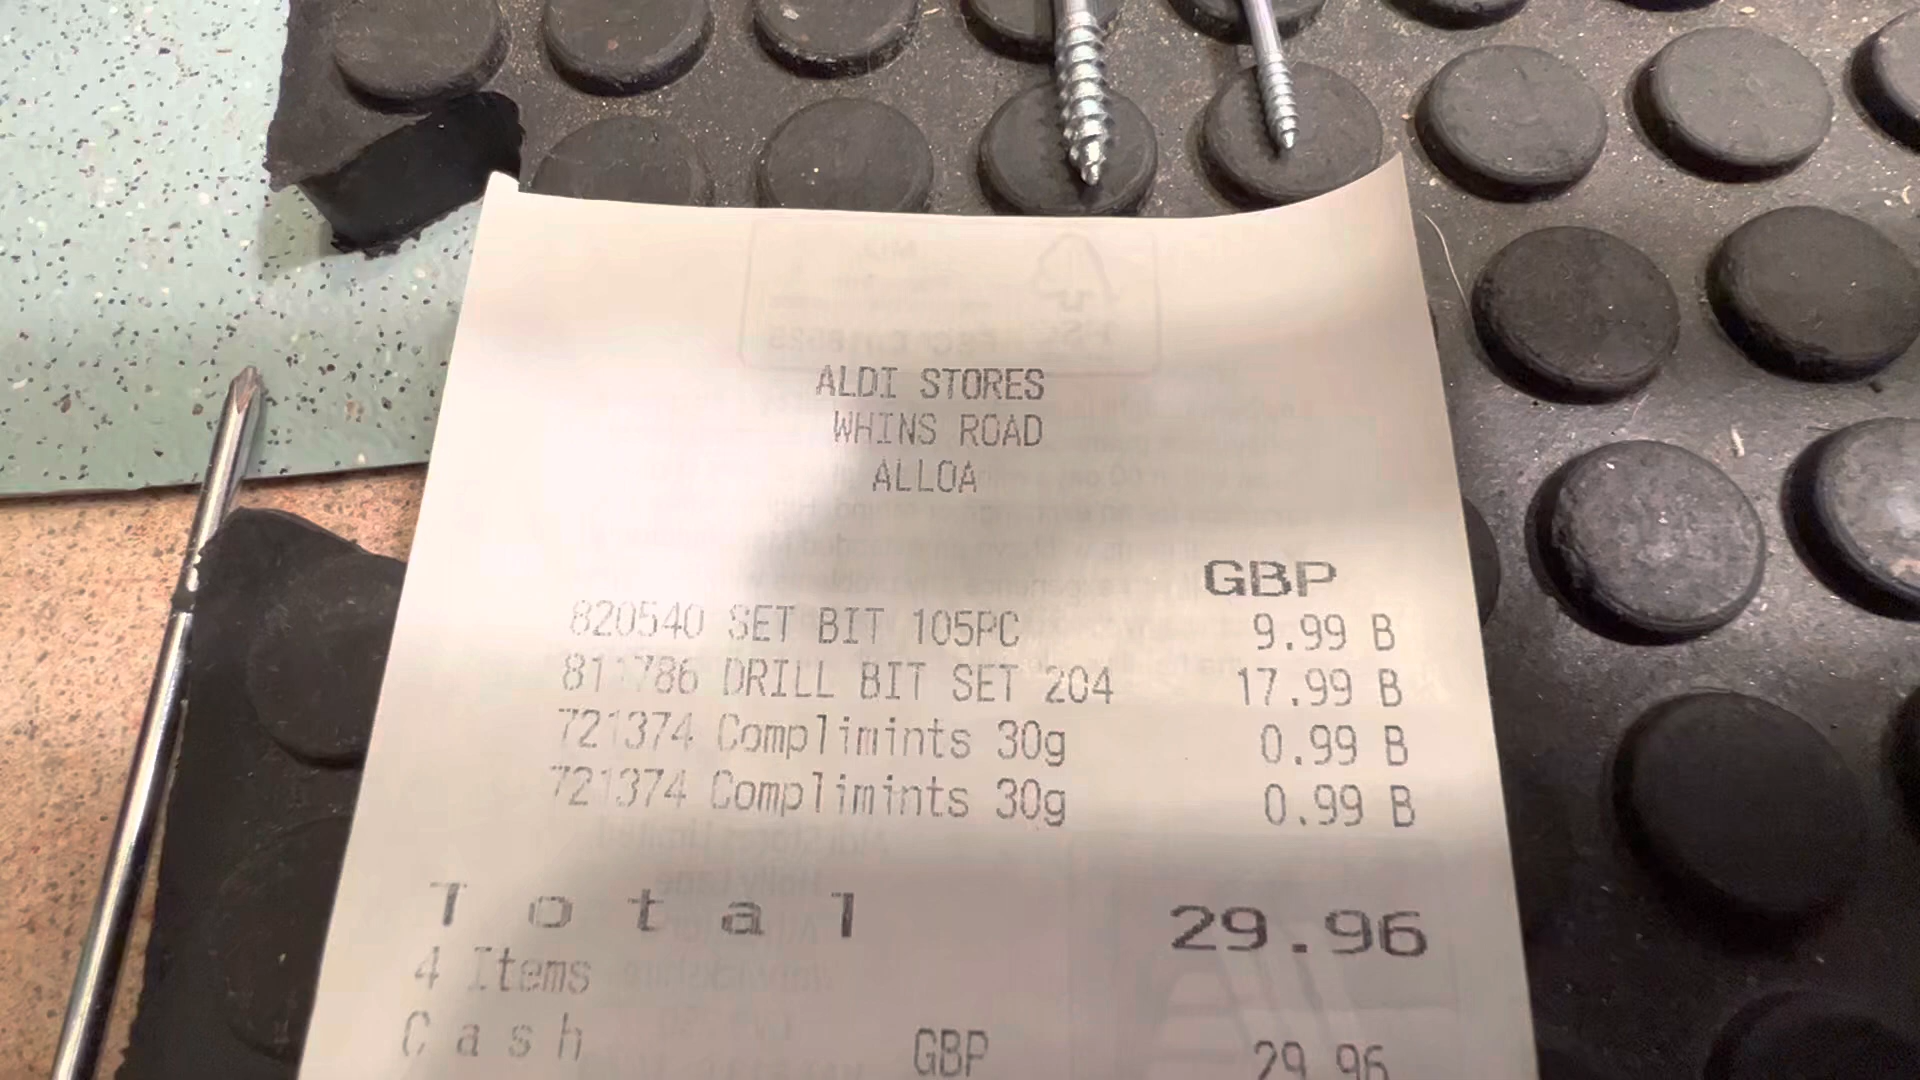 ALDI STORES
WHINS ROAD
ALLOA
GBP
820540 SET BIT 105PC 9.99 B
811786 DRILL BIT SET 204 17.99 B
721374 Complimints 30g 0.99 B
721374 Complimints 30g 0.99 B
Total 29.96
4 Items
Cash GBP 29.96